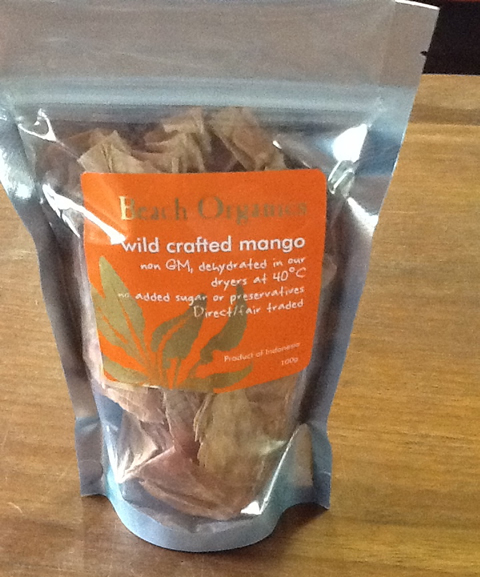 Beach Organics
wild crafted mango
non GM, dehydrated in our
dryers at 40°C
no added sugar or preservatives
Direct/fair traded
Product of Indonesia
100g